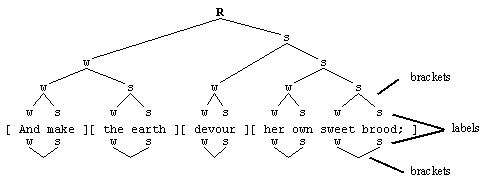 R
S
W S
W S W W S
brackets
W S W S W S W S W S
[ And make ][ the earth ][ devour ][ her own sweet brood; ]
labels
W S W S W S W S W S
brackets